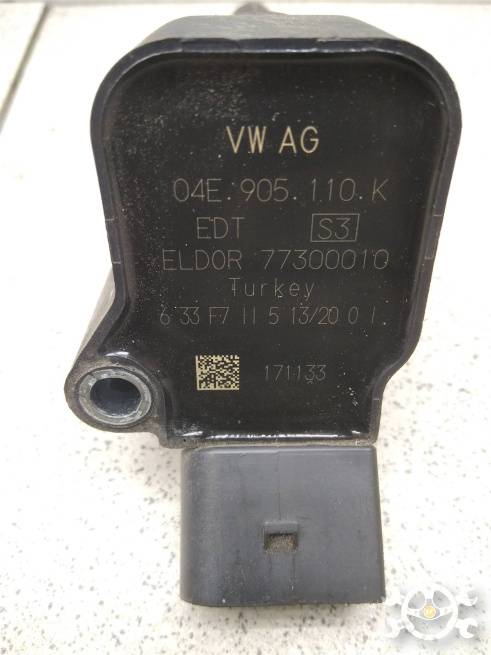 VW AG
04E.905.110.K
EDT S3
ELDOR 77300010
Turkey
6 33 F7 11 5 13/20 0 1
171133